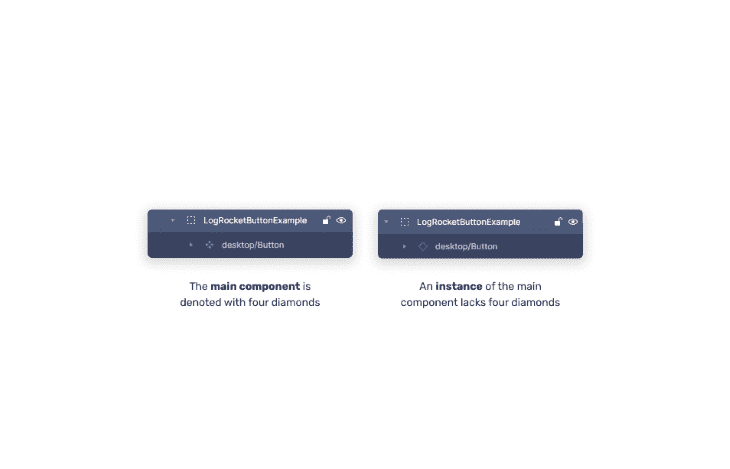 LogRocketButtonExample
desktop/Button
The main component is
denoted with four diamonds
LogRocketButtonExample
desktop/Button
An instance of the main
component lacks four diamonds